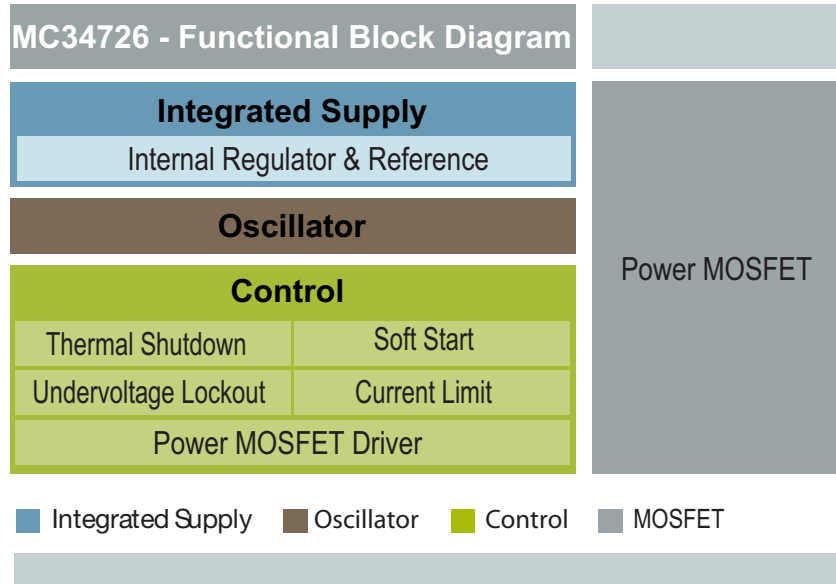 MC34726 - Functional Block Diagram
Integrated Supply
Internal Regulator & Reference
Oscillator
Control
Thermal Shutdown
Soft Start
Undervoltage Lockout
Current Limit
Power MOSFET Driver
Power MOSFET
Integrated Supply
Oscillator
Control
MOSFET